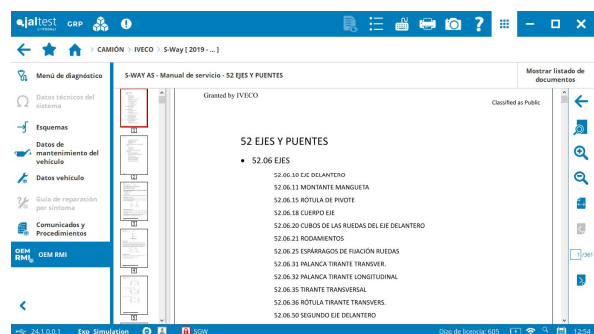 altest GRP
CAMIÓN > IVECO > S-Way [ 2019 - ... ]
Menú de diagnóstico
Datos técnicos del sistema
Esquemas
Datos de mantenimiento del vehículo
Datos vehículo
Guía de reparación por síntoma
Comunicados y Procedimientos
OEM RMI OEM RMI
S-WAY AS - Manual de servicio - 52 EJES Y PUENTES
Mostrar listado de documentos
1
2
3
4
5
Granted by IVECO
Classified as Public
52 EJES Y PUENTES
• 52.06 EJES
52.06.10 EJE DELANTERO
52.06.11 MONTANTE MANGUETA
52.06.15 RÓTULA DE PIVOTE
52.06.18 CUERPO EJE
52.06.20 CUBOS DE LAS RUEDAS DEL EJE DELANTERO
52.06.21 RODAMIENTOS
52.06.25 ESPÁRRAGOS DE FIJACIÓN RUEDAS
52.06.31 PALANCA TIRANTE TRANSVER.
52.06.32 PALANCA TIRANTE LONGITUDINAL
52.06.35 TIRANTE TRANSVERSAL
52.06.36 RÓTULA TIRANTE TRANSVERS.
52.06.50 SEGUNDO EJE DELANTERO
1 /361
24.1.0.0.1 Exp_Simulation SGW Días de licencia: 605 12:54